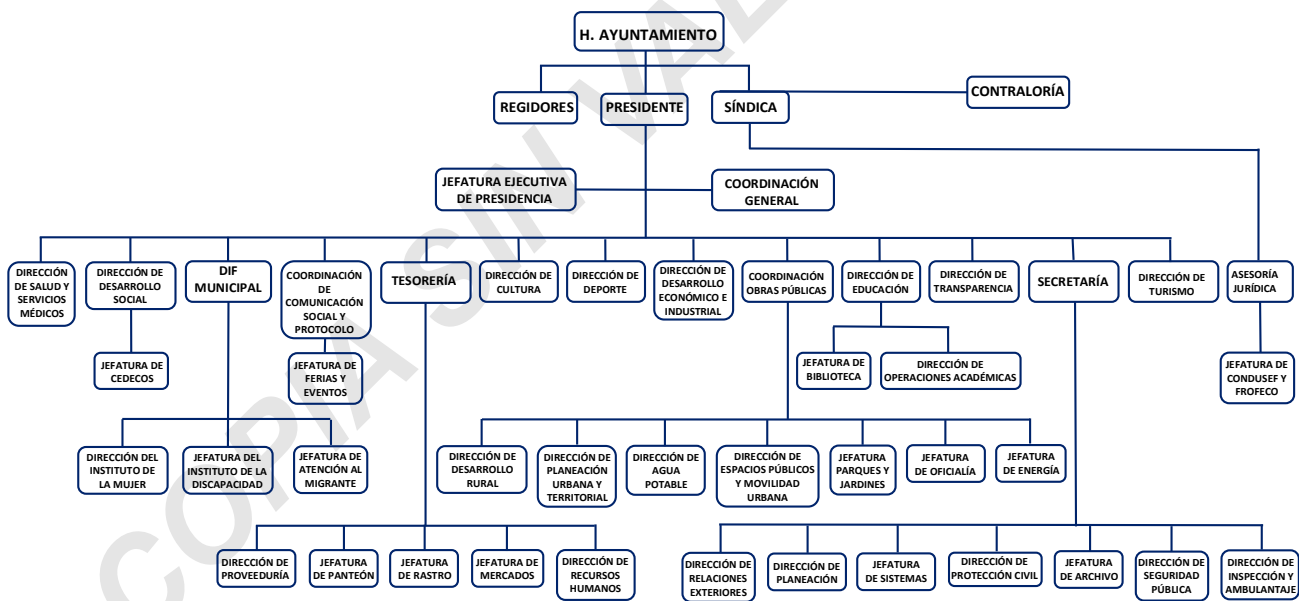 H. AYUNTAMIENTO
REGIDORES
PRESIDENTE
SÍNDICA
CONTRALORÍA
JEFATURA EJECUTIVA
DE PRESIDENCIA
COORDINACIÓN
GENERAL
DIRECCIÓN
DE SALUD Y
SERVICIOS
MÉDICOS
DIRECCIÓN DE
DESARROLLO
SOCIAL
DIF
MUNICIPAL
COORDINACIÓN
DE
COMUNICACIÓN
SOCIAL Y
PROTOCOLO
TESORERÍA
DIRECCIÓN DE
CULTURA
DIRECCIÓN DE
DEPORTE
DIRECCIÓN DE
DESARROLLO
ECONÓMICO E
INDUSTRIAL
COORDINACIÓN
OBRAS PÚBLICAS
DIRECCIÓN DE
EDUCACIÓN
DIRECCIÓN DE
TRANSPARENCIA
SECRETARÍA
DIRECCIÓN DE
TURISMO
ASESORÍA
JURÍDICA
JEFATURA DE
CEDECOS
JEFATURA DE
FERIAS Y
EVENTOS
JEFATURA DE
BIBLIOTECA
DIRECCIÓN DE
OPERACIONES ACADÉMICAS
JEFATURA DE
CONDUSEF Y
FROFECO
DIRECCIÓN DEL
INSTITUTO DE
LA MUJER
JEFATURA DEL
INSTITUTO DE LA
DISCAPACIDAD
JEFATURA DE
ATENCIÓN AL
MIGRANTE
DIRECCIÓN DE
DESARROLLO
RURAL
DIRECCIÓN DE
PLANEACIÓN
URBANA Y
TERRITORIAL
DIRECCIÓN DE
AGUA
POTABLE
DIRECCIÓN DE
ESPACIOS PÚBLICOS
Y MOVILIDAD
URBANA
JEFATURA
PARQUES Y
JARDINES
JEFATURA
DE OFICIALÍA
JEFATURA
DE ENERGÍA
DIRECCIÓN DE
PROVEEDURÍA
JEFATURA
DE PANTEÓN
JEFATURA
DE RASTRO
JEFATURA DE
MERCADOS
DIRECCIÓN DE
RECURSOS
HUMANOS
DIRECCIÓN DE
RELACIONES
EXTERIORES
DIRECCIÓN DE
PLANEACIÓN
JEFATURA
DE SISTEMAS
DIRECCIÓN DE
PROTECCIÓN CIVIL
JEFATURA
DE ARCHIVO
DIRECCIÓN DE
SEGURIDAD
PÚBLICA
DIRECCIÓN DE
INSPECCIÓN Y
AMBULANTAJE
COPIA SIN VAL